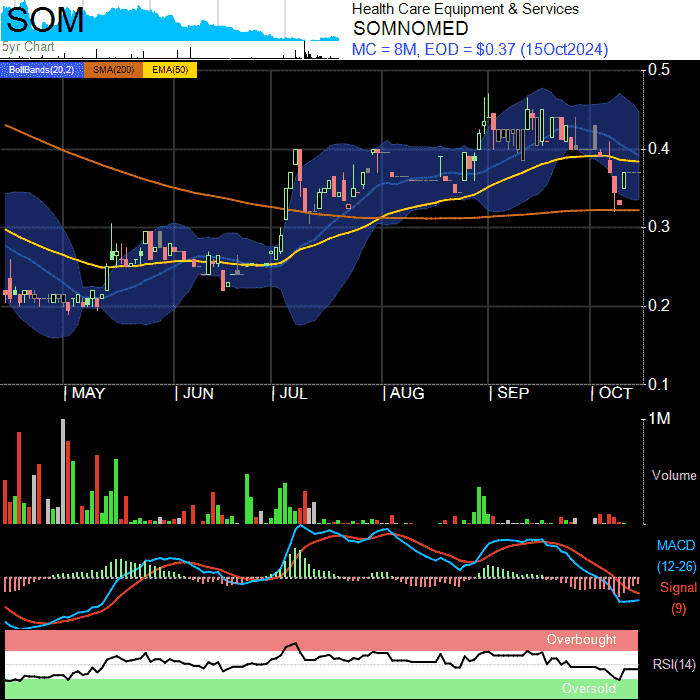 SOM
5yr Chart
Health Care Equipment & Services
SOMNOMED
MC = 8M, EOD = $0.37 (15Oct2024)
BollBands(20,2) SMA(200) EMA(50)
0.5
0.4
0.3
0.2
0.1
MAY JUN JUL AUG SEP OCT
1M
Volume
MACD
(12-26)
Signal
(9)
Overbought
RSI(14)
Oversold